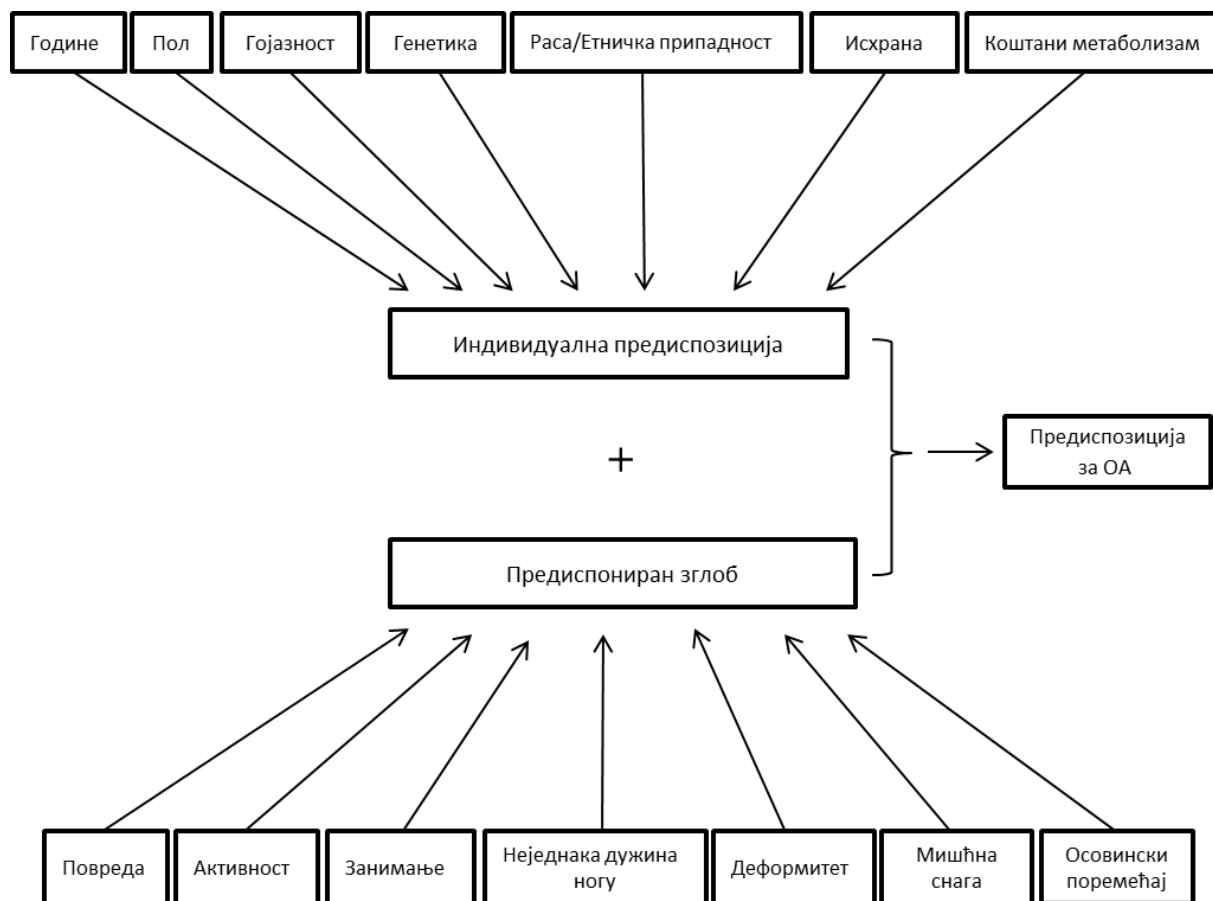 Године
Пол
Гојазност
Генетика
Раса/Етничка припадност
Исхрана
Коштани метаболизам
Индивидуална предиспозиција
+
Предиспозиција
за ОА
Предиспониран зглоб
Повреда
Активност
Занимање
Неједнака дужина
ногу
Деформитет
Мишћна
снага
Осовински
поремећај